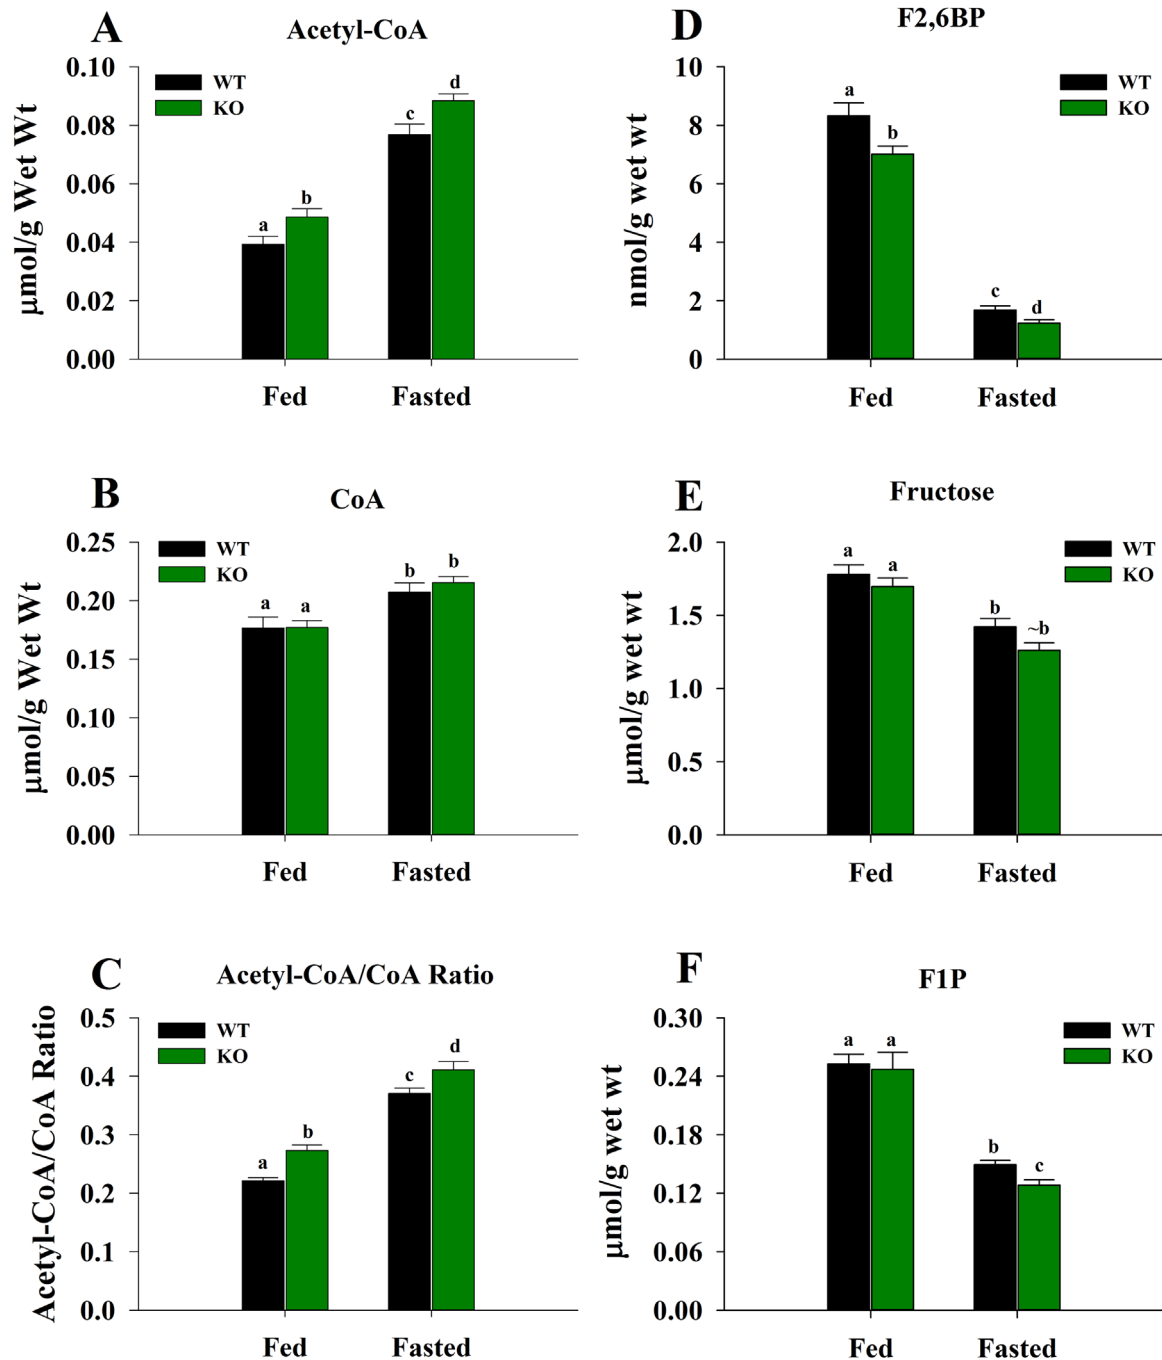 A
Acetyl-CoA
WT
KO
μmol/g Wet Wt
0.10
0.08
0.06
0.04
0.02
0.00
a
b
c
d
Fed
Fasted
D
F2,6BP
WT
KO
nmol/g wet wt
10
8
6
4
2
0
a
b
c
d
Fed
Fasted
B
CoA
WT
KO
μmol/g Wet Wt
0.25
0.20
0.15
0.10
0.05
0.00
a
a
b
b
Fed
Fasted
E
Fructose
WT
KO
μmol/g wet wt
2.0
1.5
1.0
0.5
0.0
a
a
b
~b
Fed
Fasted
C
Acetyl-CoA/CoA Ratio
WT
KO
Acetyl-CoA/CoA Ratio
0.5
0.4
0.3
0.2
0.1
0.0
a
b
c
d
Fed
Fasted
F
F1P
WT
KO
μmol/g wet wt
0.30
0.24
0.18
0.12
0.06
0.00
a
a
b
c
Fed
Fasted